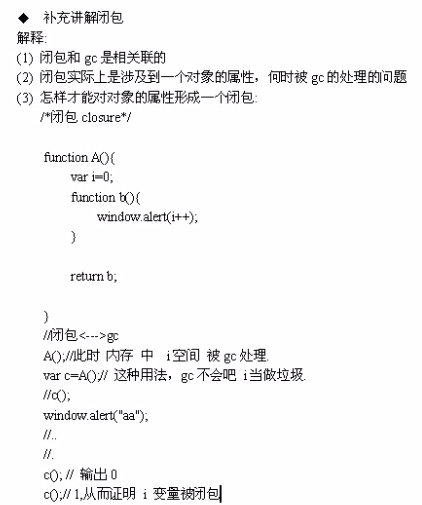 ◆ 补充讲解闭包
解释:
(1) 闭包和 gc 是相关联的
(2) 闭包实际上是涉及到一个对象的属性，何时被 gc 的处理的问题
(3) 怎样才能对对象的属性形成一个闭包:
/*闭包 closure*/
function A(){
var i=0;
function b(){
window.alert(i++);
}
return b;
}
//闭包<--->gc
A();//此时 内存 中 i 空间 被 gc 处理.
var c=A();// 这种用法，gc 不会吧 i 当做垃圾.
//c();
window.alert("aa");
//..
//.
c(); // 输出 0
c();// 1,从而证明 i 变量被闭包